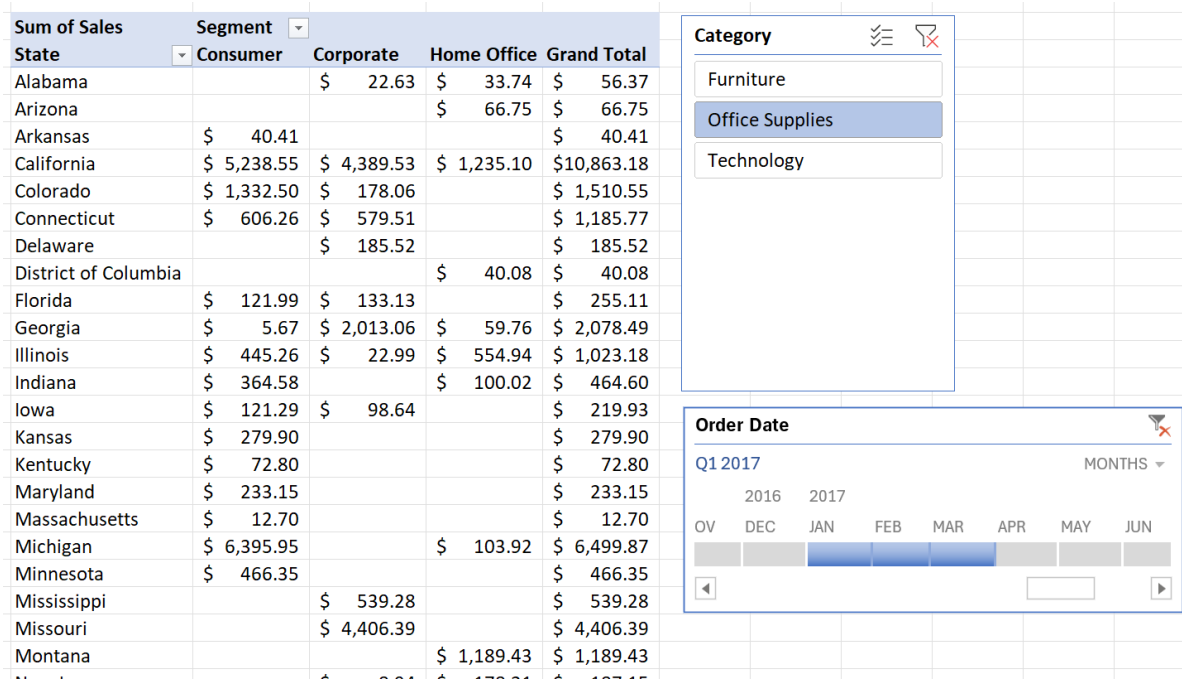 Sum of Sales Segment
State Consumer Corporate Home Office Grand Total
Alabama $ 22.63 $ 33.74 $ 56.37
Arizona $ 66.75 $ 66.75
Arkansas $ 40.41 $ 40.41
California $ 5,238.55 $ 4,389.53 $ 1,235.10 $10,863.18
Colorado $ 1,332.50 $ 178.06 $ 1,510.55
Connecticut $ 606.26 $ 579.51 $ 1,185.77
Delaware $ 185.52 $ 185.52
District of Columbia $ 40.08 $ 40.08
Florida $ 121.99 $ 133.13 $ 255.11
Georgia $ 5.67 $ 2,013.06 $ 59.76 $ 2,078.49
Illinois $ 445.26 $ 22.99 $ 554.94 $ 1,023.18
Indiana $ 364.58 $ 100.02 $ 464.60
Iowa $ 121.29 $ 98.64 $ 219.93
Kansas $ 279.90 $ 279.90
Kentucky $ 72.80 $ 72.80
Maryland $ 233.15 $ 233.15
Massachusetts $ 12.70 $ 12.70
Michigan $ 6,395.95 $ 103.92 $ 6,499.87
Minnesota $ 466.35 $ 466.35
Mississippi $ 539.28 $ 539.28
Missouri $ 4,406.39 $ 4,406.39
Montana $ 1,189.43 $ 1,189.43
Category
Furniture
Office Supplies
Technology
Order Date
Q1 2017 MONTHS
2016 2017
OV DEC JAN FEB MAR APR MAY JUN